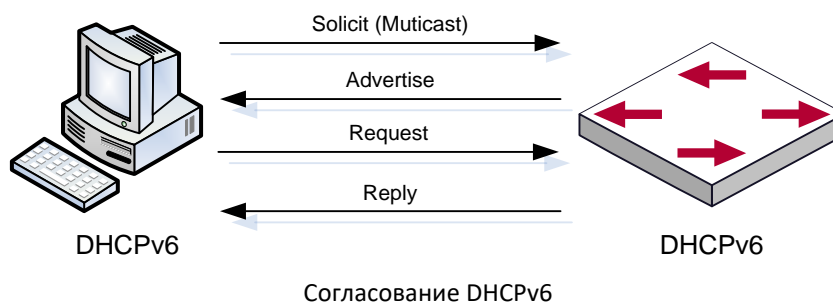 Solicit (Muticast)
Advertise
Request
Reply
DHCPv6
DHCPv6
Согласование DHCPv6